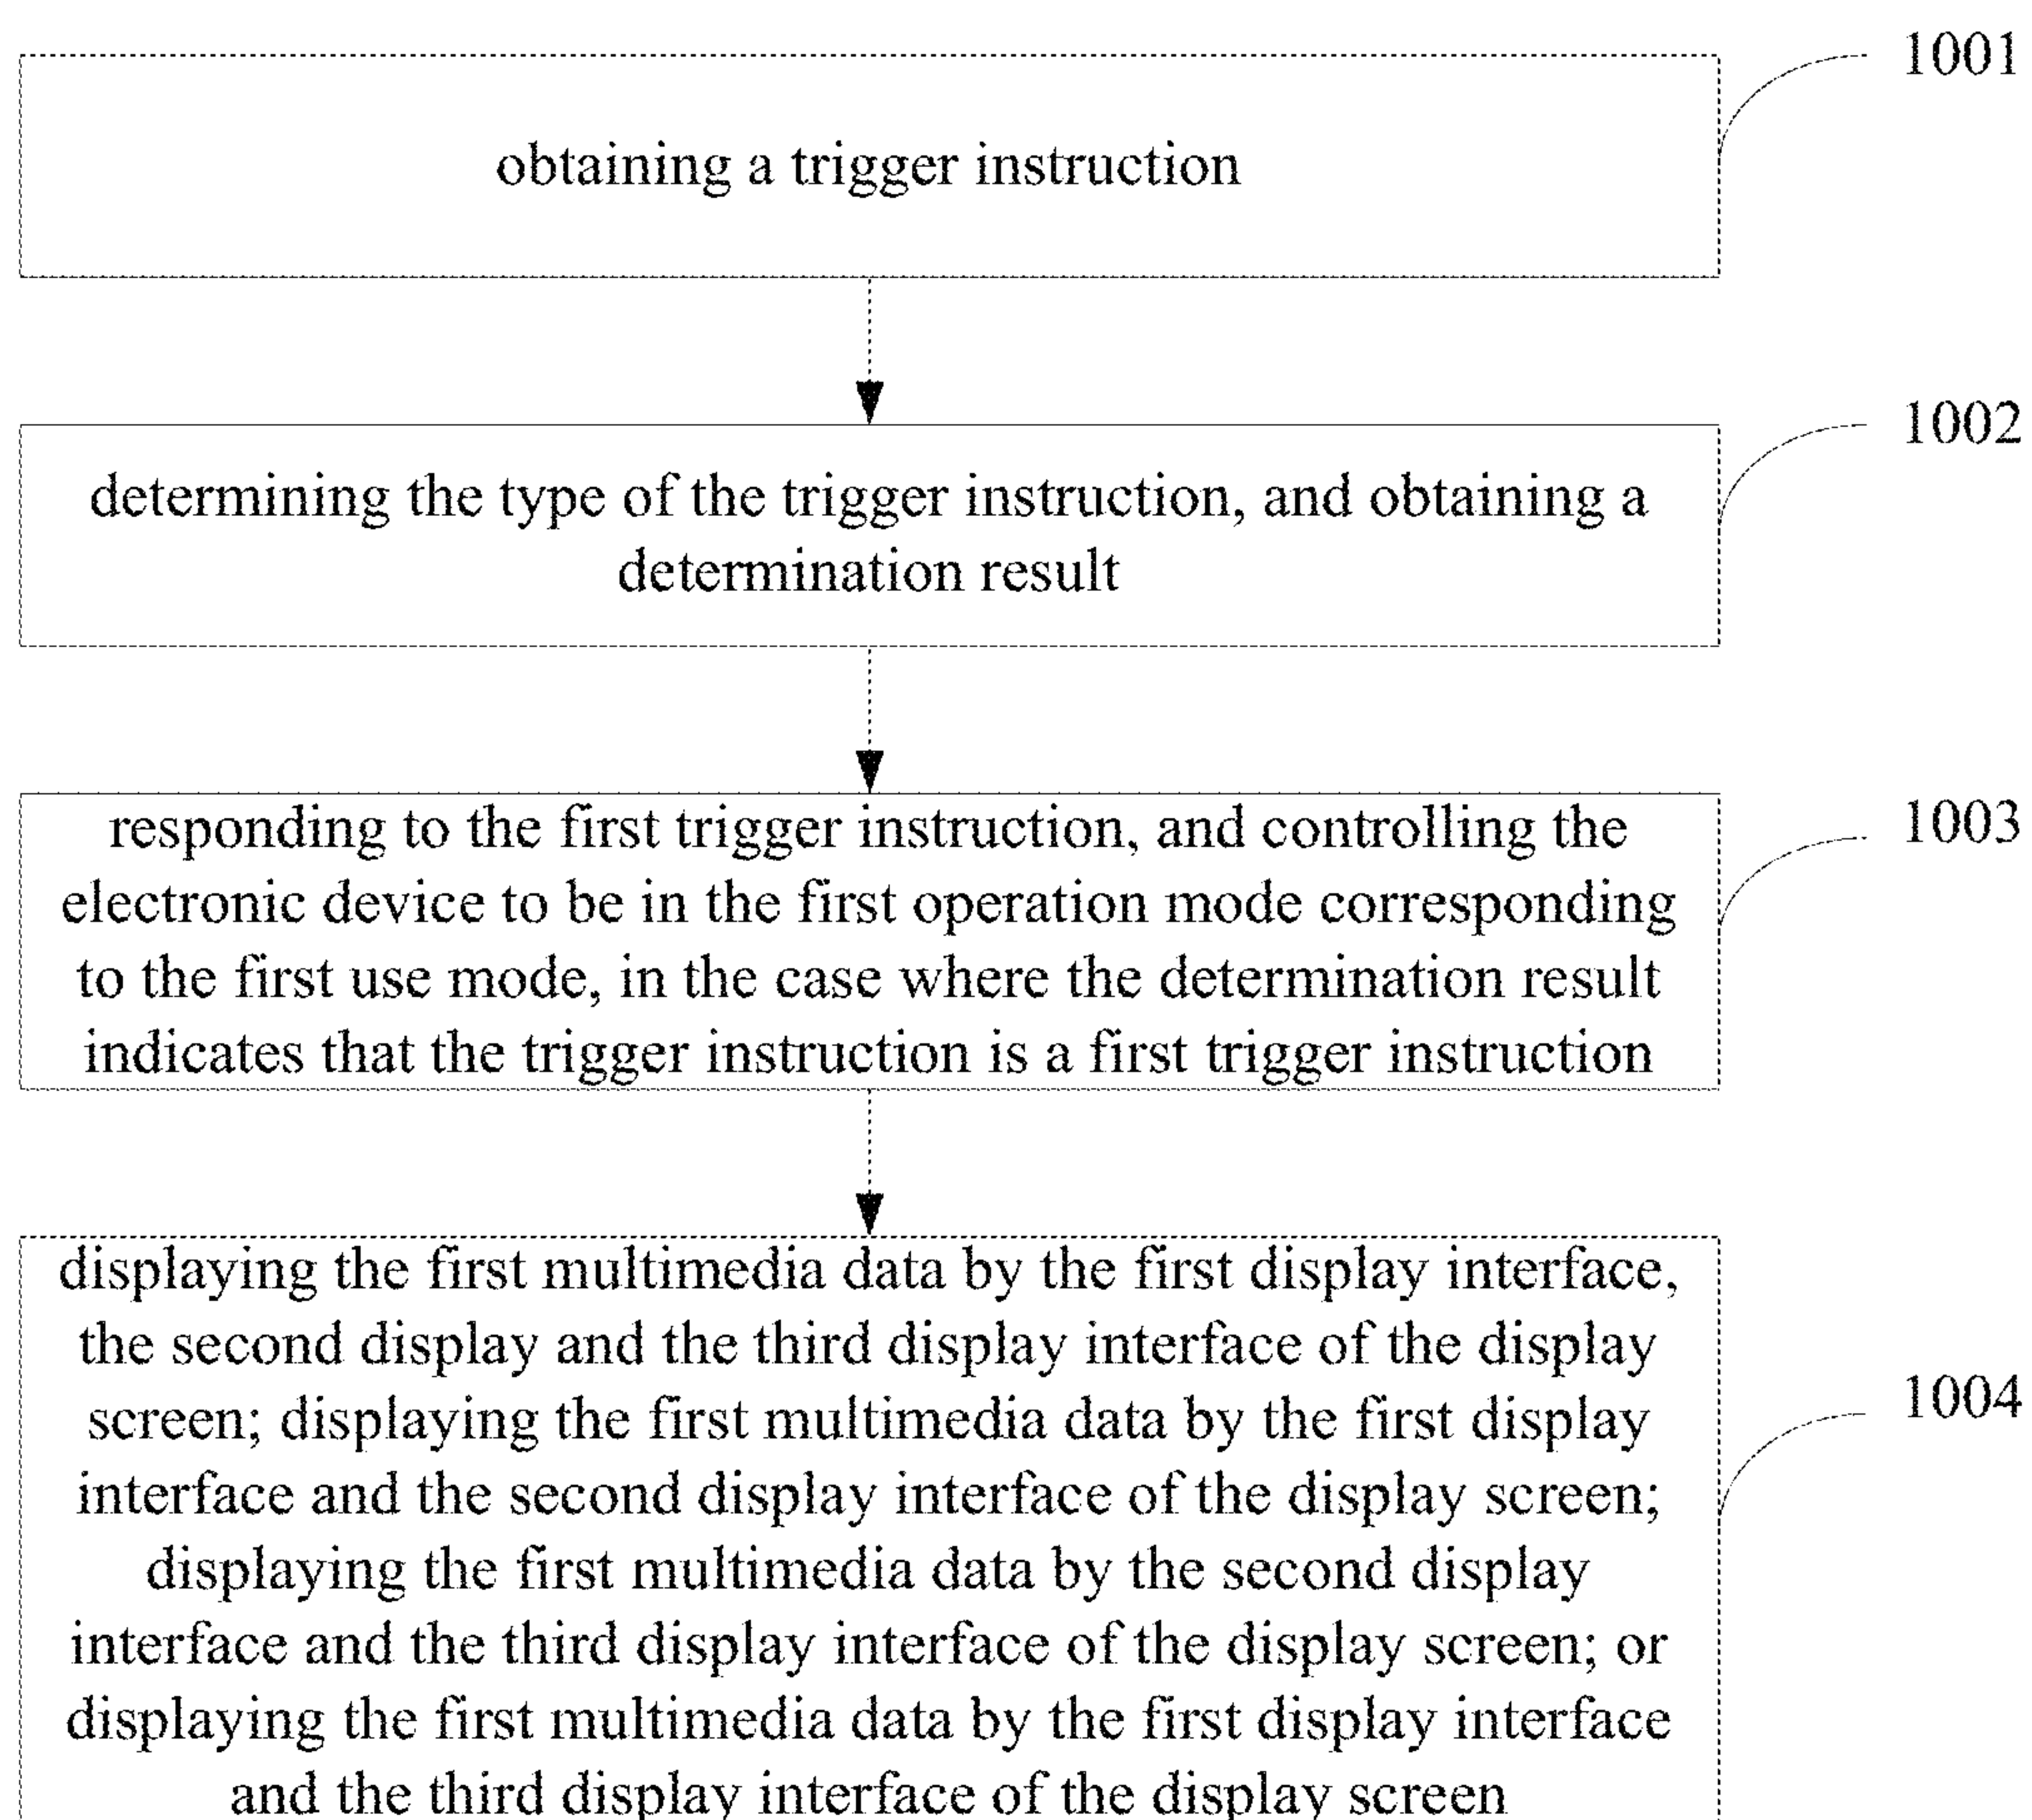 1001
obtaining a trigger instruction
1002
determining the type of the trigger instruction, and obtaining a
determination result
1003
responding to the first trigger instruction, and controlling the
electronic device to be in the first operation mode corresponding
to the first use mode, in the case where the determination result
indicates that the trigger instruction is a first trigger instruction
displaying the first multimedia data by the first display interface,
the second display and the third display interface of the display
screen; displaying the first multimedia data by the first display
1004
interface and the second display interface of the display screen;
displaying the first multimedia data by the second display
interface and the third display interface of the display screen; or
displaying the first multimedia data by the first display interface
and the third display interface of the display screen